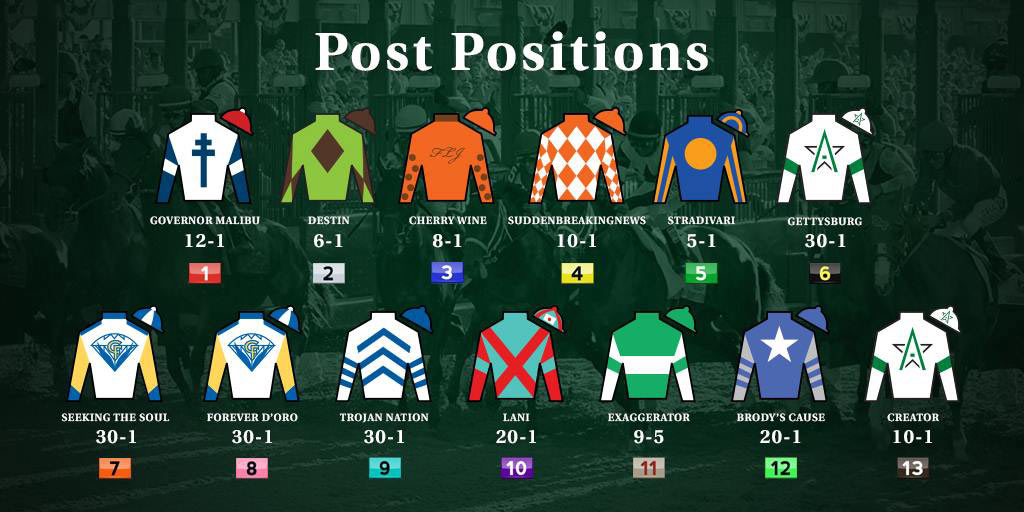 Post Positions
GOVERNOR MALIBU DESTIN CHERRY WINE SUDDENBREAKINGNEWS STRADIVARI GETTYSBURG
12-1 6-1 8-1 10-1 5-1 30-1
1 2 3 4 5 6
SEEKING THE SOUL FOREVER D'ORO TROJAN NATION LANI EXAGGERATOR BRODY'S CAUSE CREATOR
30-1 30-1 30-1 20-1 9-5 20-1 10-1
7 8 9 10 11 12 13